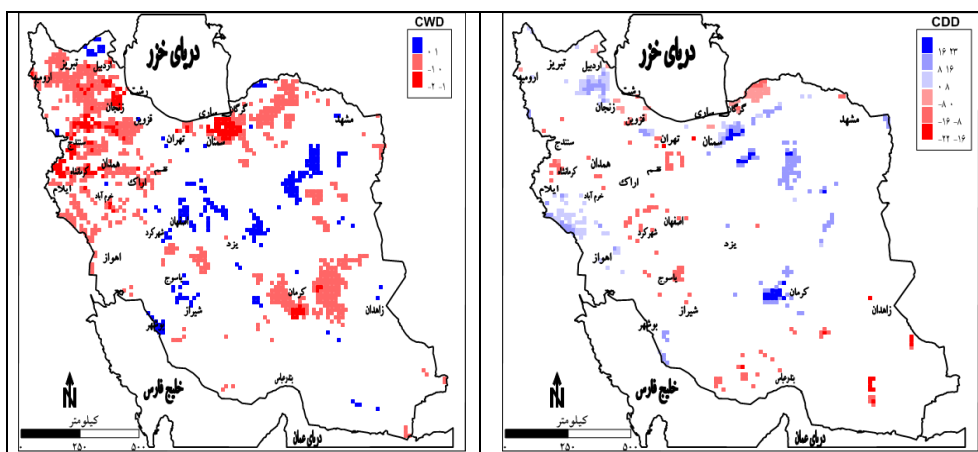 CWD
۰ ۱
-۱ ۰
-۲ -۱
دریای خزر
تبریز
اردبیل
ارومیه
رشت
زنجان
قزوین
گرگان
ساری
مشهد
تهران
سمنان
سنندج
همدان
کرمانشاه
قم
اراک
ایلام
خرم آباد
اصفهان
شهرکرد
یزد
اهواز
یاسوج
کرمان
شیراز
زاهدان
بوشهر
بندرعباس
خلیج فارس
دریای عمان
N
کیلومتر
۰ ۲۵۰ ۵۰۰
CDD
۱۶ ۲۳
۸ ۱۶
۰ ۸
-۸ ۰
-۱۶ -۸
-۲۲ -۱۶
دریای خزر
تبریز
اردبیل
ارومیه
رشت
زنجان
قزوین
گرگان
ساری
مشهد
تهران
سمنان
سنندج
همدان
کرمانشاه
قم
اراک
ایلام
خرم آباد
اصفهان
شهرکرد
یزد
اهواز
یاسوج
کرمان
شیراز
زاهدان
بوشهر
بندرعباس
خلیج فارس
دریای عمان
N
کیلومتر
۰ ۲۵۰ ۵۰۰